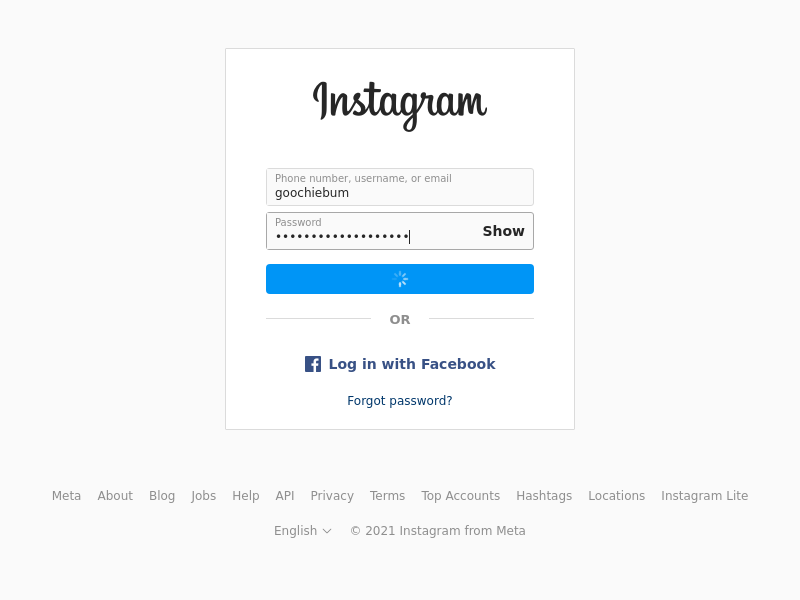 Instagram
Phone number, username, or email
goochiebum
Password
•••••••••••••••••••
Show
OR
Log in with Facebook
Forgot password?
Meta About Blog Jobs Help API Privacy Terms Top Accounts Hashtags Locations Instagram Lite
English © 2021 Instagram from Meta